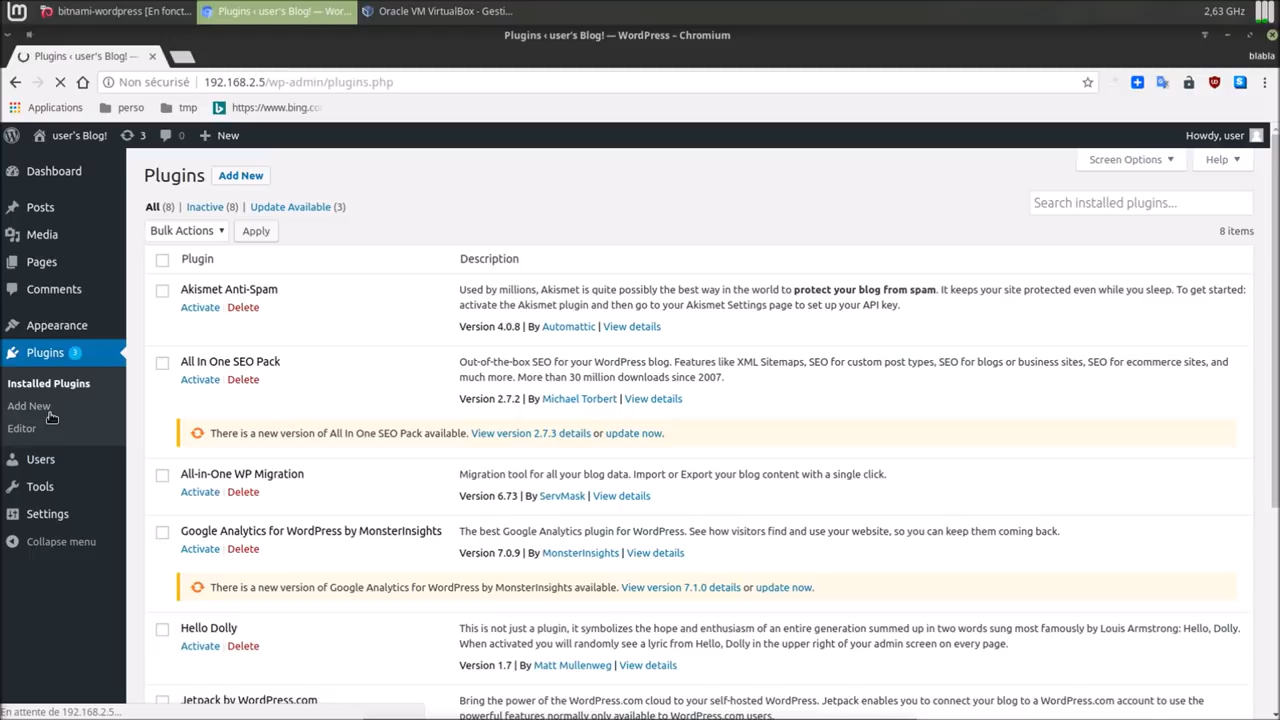 bitnami-wordpress [En fonct...
Plugins ‹ user's Blog! — Wor...
Oracle VM VirtualBox - Gesti...
2,63 GHz
Plugins ‹ user's Blog! — WordPress – Chromium
Plugins ‹ user's Blog! —
blabla
Non sécurisé
192.168.2.5/wp-admin/plugins.php
Applications
perso
tmp
https://www.bing.co
user's Blog!
3
0
New
Howdy, user
Dashboard
Posts
Media
Pages
Comments
Appearance
Plugins 3
Installed Plugins
Add New
Editor
Users
Tools
Settings
Collapse menu
Plugins
Add New
Screen Options
Help
All (8) | Inactive (8) | Update Available (3)
Search installed plugins...
Bulk Actions
Apply
8 items
Plugin
Description
Akismet Anti-Spam
Activate Delete
Used by millions, Akismet is quite possibly the best way in the world to protect your blog from spam. It keeps your site protected even while you sleep. To get started:
activate the Akismet plugin and then go to your Akismet Settings page to set up your API key.
Version 4.0.8 | By Automattic | View details
All In One SEO Pack
Activate Delete
Out-of-the-box SEO for your WordPress blog. Features like XML Sitemaps, SEO for custom post types, SEO for blogs or business sites, SEO for ecommerce sites, and
much more. More than 30 million downloads since 2007.
Version 2.7.2 | By Michael Torbert | View details
There is a new version of All In One SEO Pack available. View version 2.7.3 details or update now.
All-in-One WP Migration
Activate Delete
Migration tool for all your blog data. Import or Export your blog content with a single click.
Version 6.73 | By ServMask | View details
Google Analytics for WordPress by MonsterInsights
Activate Delete
The best Google Analytics plugin for WordPress. See how visitors find and use your website, so you can keep them coming back.
Version 7.0.9 | By MonsterInsights | View details
There is a new version of Google Analytics for WordPress by MonsterInsights available. View version 7.1.0 details or update now.
Hello Dolly
Activate Delete
This is not just a plugin, it symbolizes the hope and enthusiasm of an entire generation summed up in two words sung most famously by Louis Armstrong: Hello, Dolly.
When activated you will randomly see a lyric from Hello, Dolly in the upper right of your admin screen on every page.
Version 1.7 | By Matt Mullenweg | View details
Jetpack by WordPress.com
Bring the power of the WordPress.com cloud to your self-hosted WordPress. Jetpack enables you to connect your blog to a WordPress.com account to use the
powerful features normally only available to WordPress.com users.
En attente de 192.168.2.5...